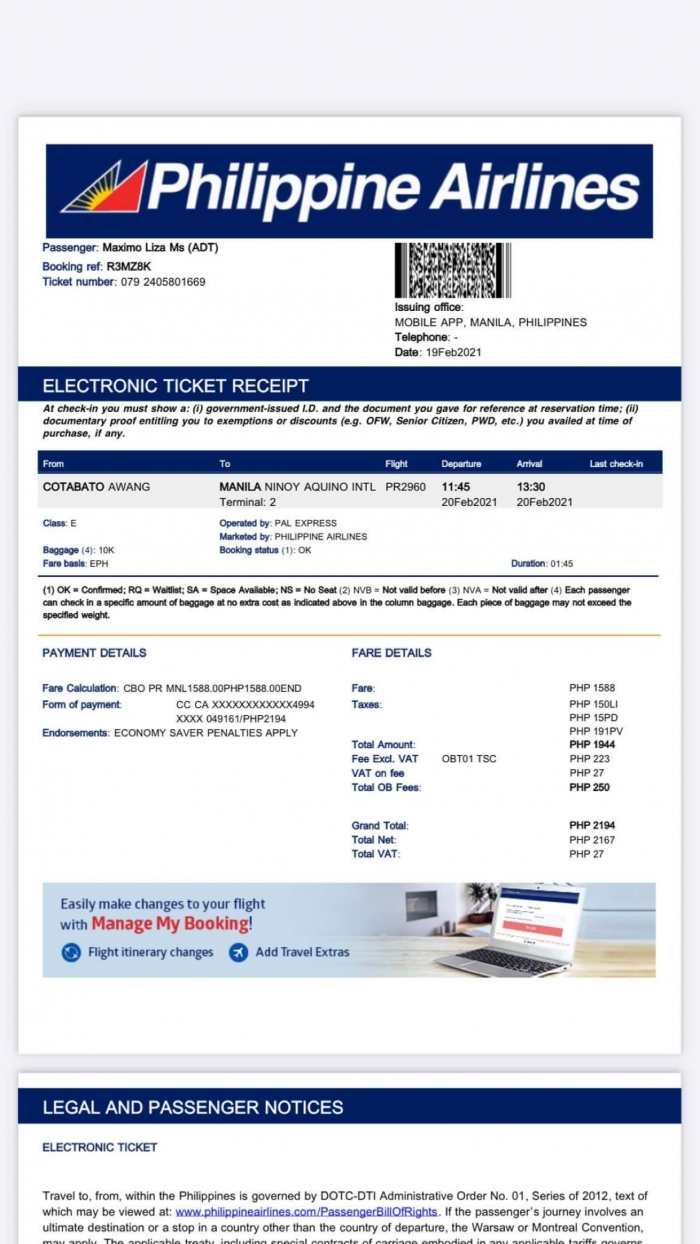 Philippine Airlines
Passenger: Maximo Liza Ms (ADT)
Booking ref: R3MZ8K
Ticket number: 079 2405801669
Issuing office:
MOBILE APP, MANILA, PHILIPPINES
Telephone: -
Date: 19Feb2021
ELECTRONIC TICKET RECEIPT
At check-in you must show a: (i) government-issued I.D. and the document you gave for reference at reservation time; (ii)
documentary proof entitling you to exemptions or discounts (e.g. OFW, Senior Citizen, PWD, etc.) you availed at time of
purchase, if any.
From To Flight Departure Arrival Last check-in
COTABATO AWANG MANILA NINOY AQUINO INTL PR2960 11:45 13:30
Terminal: 2 20Feb2021 20Feb2021
Class: E Operated by: PAL EXPRESS
Marketed by: PHILIPPINE AIRLINES
Baggage (4): 10K Booking status (1): OK
Fare basis: EPH Duration: 01:45
(1) OK = Confirmed; RQ = Waitlist; SA = Space Available; NS = No Seat (2) NVB = Not valid before (3) NVA = Not valid after (4) Each passenger
can check in a specific amount of baggage at no extra cost as indicated above in the column baggage. Each piece of baggage may not exceed the
specified weight.
PAYMENT DETAILS
Fare Calculation: CBO PR MNL1588.00PHP1588.00END
Form of payment: CC CA XXXXXXXXXXXX4994
XXXX 049161/PHP2194
Endorsements: ECONOMY SAVER PENALTIES APPLY
FARE DETAILS
Fare: PHP 1588
Taxes: PHP 150LI
PHP 15PD
PHP 191PV
Total Amount: PHP 1944
Fee Excl. VAT OBT01 TSC PHP 223
VAT on fee PHP 27
Total OB Fees: PHP 250
Grand Total: PHP 2194
Total Net: PHP 2167
Total VAT: PHP 27
Easily make changes to your flight
with Manage My Booking!
Flight itinerary changes Add Travel Extras
LEGAL AND PASSENGER NOTICES
ELECTRONIC TICKET
Travel to, from, within the Philippines is governed by DOTC-DTI Administrative Order No. 01, Series of 2012, text of
which may be viewed at: www.philippineairlines.com/PassengerBillOfRights. If the passenger's journey involves an
ultimate destination or a stop in a country other than the country of departure, the Warsaw or Montreal Convention,
may apply. The applicable treaty, including special contracts of carriage embodied in any applicable tariffs governs